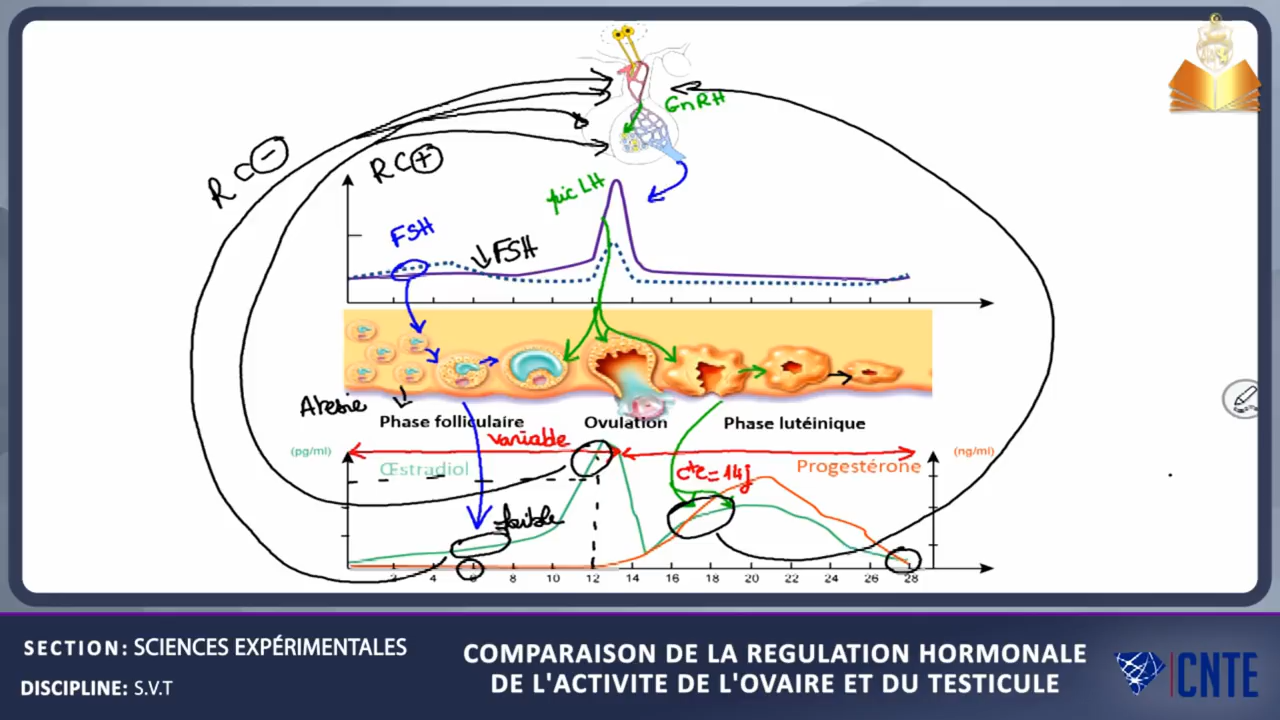 GnRH
RC -
RC +
pic LH
FSH
↓FSH
Atrésie
Phase folliculaire
Ovulation
Phase lutéinique
variable
(pg/ml)
Œstradiol
cte = 14j
Progestérone
(ng/ml)
faible
2 4 6 8 10 12 14 16 18 20 22 24 26 28
SECTION: SCIENCES EXPÉRIMENTALES
DISCIPLINE: S.V.T
COMPARAISON DE LA REGULATION HORMONALE
DE L'ACTIVITE DE L'OVAIRE ET DU TESTICULE
CNTE